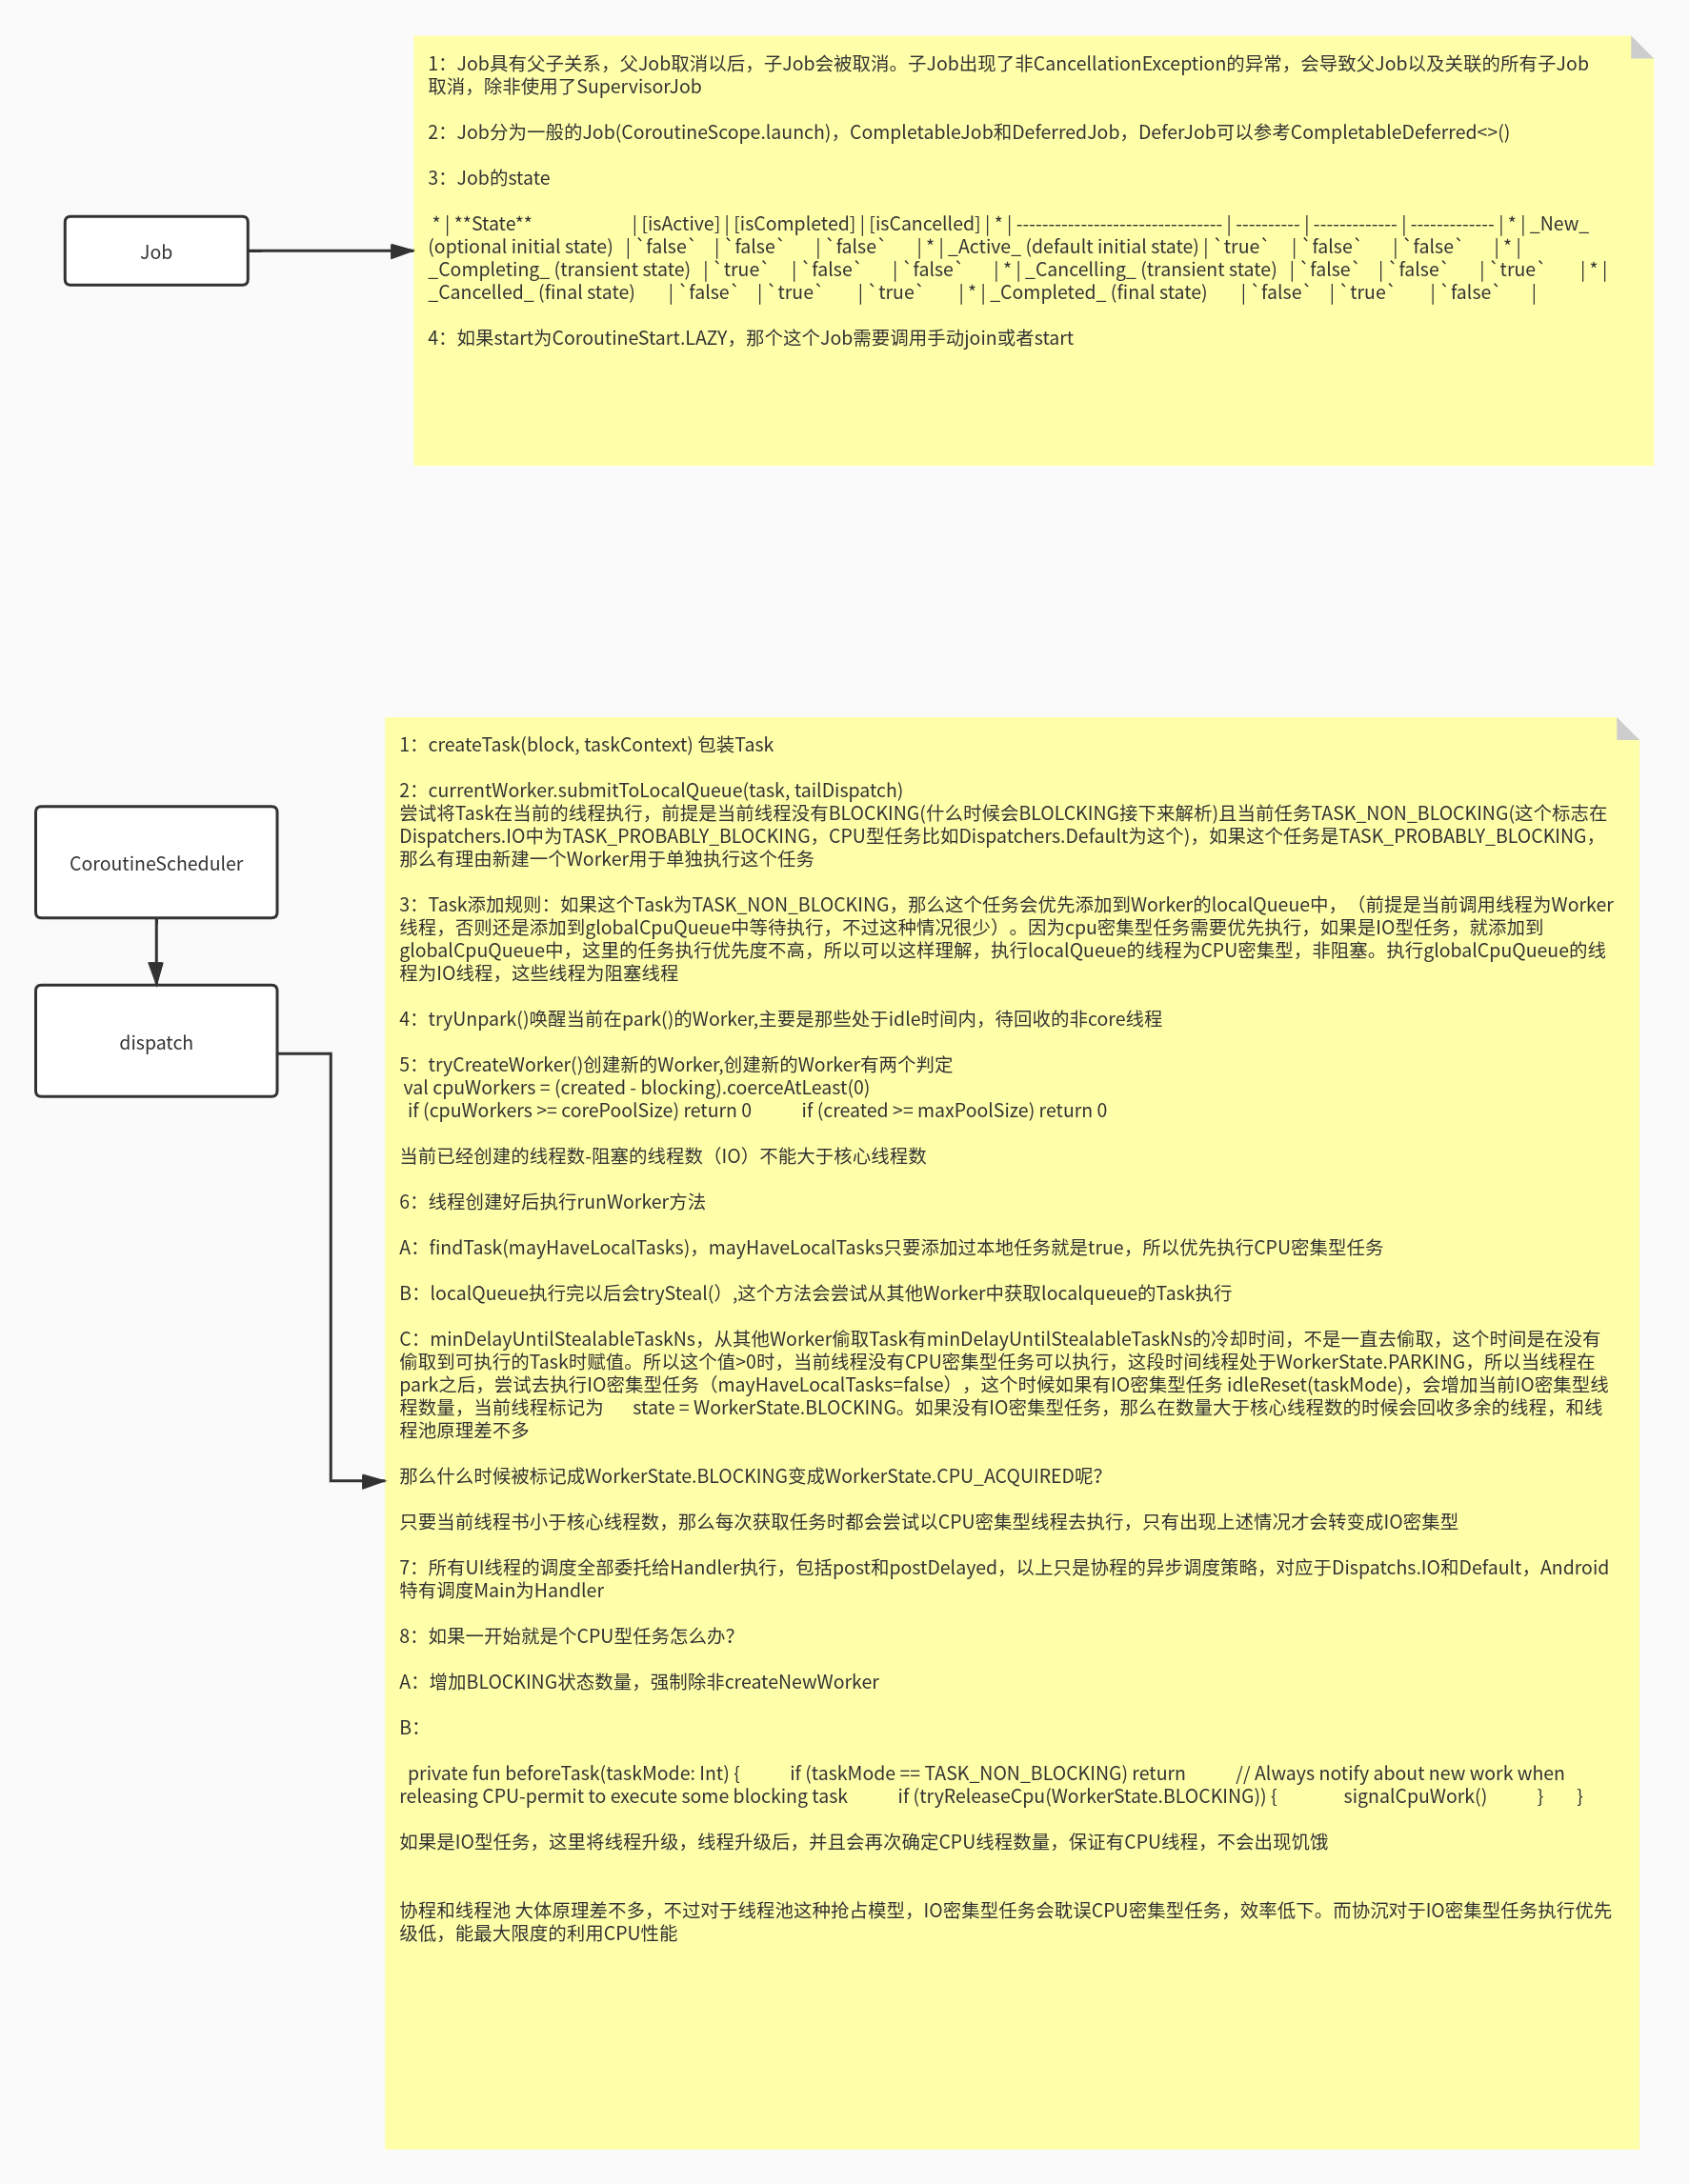 1：Job具有父子关系，父Job取消以后，子Job会被取消。子Job出现了非CancellationException的异常，会导致父Job以及关联的所有子Job
取消，除非使用了SupervisorJob
2：Job分为一般的Job(CoroutineScope.launch)，CompletableJob和DeferredJob，DeferJob可以参考CompletableDeferred<>()
3：Job的state
* | **State**                        | [isActive] | [isCompleted] | [isCancelled] | * | -------------------------------- | ---------- | ------------- | ------------- | * | _New_
(optional initial state)   | `false`    | `false`       | `false`       | * | _Active_ (default initial state) | `true`     | `false`       | `false`       | * |
_Completing_ (transient state)   | `true`     | `false`       | `false`       | * | _Cancelling_ (transient state)   | `false`    | `false`       | `true`        | * |
_Cancelled_ (final state)        | `false`    | `true`        | `true`        | * | _Completed_ (final state)        | `false`    | `true`        | `false`       |
4：如果start为CoroutineStart.LAZY，那个这个Job需要调用手动join或者start
Job
1：createTask(block, taskContext) 包装Task
2：currentWorker.submitToLocalQueue(task, tailDispatch)
尝试将Task在当前的线程执行，前提是当前线程没有BLOCKING(什么时候会BLOLCKING接下来解析)且当前任务TASK_NON_BLOCKING(这个标志在
Dispatchers.IO中为TASK_PROBABLY_BLOCKING，CPU型任务比如Dispatchers.Default为这个)，如果这个任务是TASK_PROBABLY_BLOCKING，
那么有理由新建一个Worker用于单独执行这个任务
3：Task添加规则：如果这个Task为TASK_NON_BLOCKING，那么这个任务会优先添加到Worker的localQueue中，（前提是当前调用线程为Worker
线程，否则还是添加到globalCpuQueue中等待执行，不过这种情况很少）。因为cpu密集型任务需要优先执行，如果是IO型任务，就添加到
globalCpuQueue中，这里的任务执行优先度不高，所以可以这样理解，执行localQueue的线程为CPU密集型，非阻塞。执行globalCpuQueue的线
程为IO线程，这些线程为阻塞线程
4：tryUnpark()唤醒当前在park()的Worker,主要是那些处于idle时间内，待回收的非core线程
5：tryCreateWorker()创建新的Worker,创建新的Worker有两个判定
val cpuWorkers = (created - blocking).coerceAtLeast(0)
if (cpuWorkers >= corePoolSize) return 0            if (created >= maxPoolSize) return 0
当前已经创建的线程数-阻塞的线程数（IO）不能大于核心线程数
6：线程创建好后执行runWorker方法
A：findTask(mayHaveLocalTasks)，mayHaveLocalTasks只要添加过本地任务就是true，所以优先执行CPU密集型任务
B：localQueue执行完以后会trySteal(）,这个方法会尝试从其他Worker中获取localqueue的Task执行
C：minDelayUntilStealableTaskNs，从其他Worker偷取Task有minDelayUntilStealableTaskNs的冷却时间，不是一直去偷取，这个时间是在没有
偷取到可执行的Task时赋值。所以这个值>0时，当前线程没有CPU密集型任务可以执行，这段时间线程处于WorkerState.PARKING，所以当线程在
park之后，尝试去执行IO密集型任务（mayHaveLocalTasks=false），这个时候如果有IO密集型任务 idleReset(taskMode)，会增加当前IO密集型线
程数量，当前线程标记为       state = WorkerState.BLOCKING。如果没有IO密集型任务，那么在数量大于核心线程数的时候会回收多余的线程，和线
程池原理差不多
那么什么时候被标记成WorkerState.BLOCKING变成WorkerState.CPU_ACQUIRED呢？
只要当前线程书小于核心线程数，那么每次获取任务时都会尝试以CPU密集型线程去执行，只有出现上述情况才会转变成IO密集型
7：所有UI线程的调度全部委托给Handler执行，包括post和postDelayed，以上只是协程的异步调度策略，对应于Dispatchs.IO和Default，Android
特有调度Main为Handler
8：如果一开始就是个CPU型任务怎么办？
A：增加BLOCKING状态数量，强制除非createNewWorker
B：
private fun beforeTask(taskMode: Int) {            if (taskMode == TASK_NON_BLOCKING) return            // Always notify about new work when
releasing CPU-permit to execute some blocking task            if (tryReleaseCpu(WorkerState.BLOCKING)) {                signalCpuWork()            }        }
如果是IO型任务，这里将线程升级，线程升级后，并且会再次确定CPU线程数量，保证有CPU线程，不会出现饥饿
协程和线程池 大体原理差不多，不过对于线程池这种抢占模型，IO密集型任务会耽误CPU密集型任务，效率低下。而协沉对于IO密集型任务执行优先
级低，能最大限度的利用CPU性能
CoroutineScheduler
dispatch